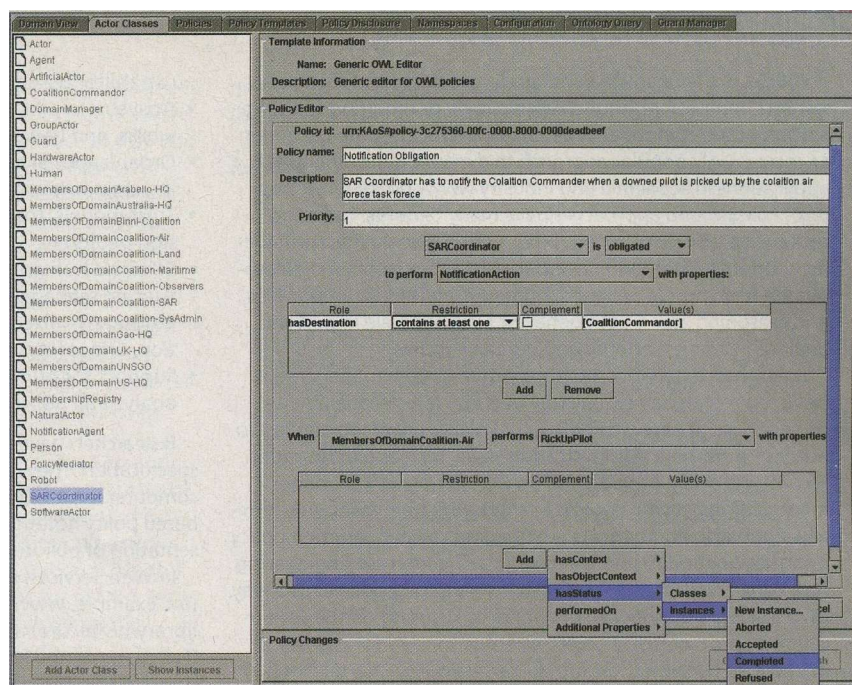 Domain View Actor Classes Policies Policy Templates Policy Disclosure Namespaces Configuration Ontology Query Guard Manager
Actor
Agent
ArtificialActor
CoalitionCommandor
DomainManager
GroupActor
Guard
HardwareActor
Human
MembersOfDomainArabello-HQ
MembersOfDomainAustralia-HQ
MembersOfDomainBinni-Coalition
MembersOfDomainCoalition-Air
MembersOfDomainCoalition-Land
MembersOfDomainCoalition-Maritime
MembersOfDomainCoalition-Observers
MembersOfDomainCoalition-SAR
MembersOfDomainCoalition-SysAdmin
MembersOfDomainGao-HQ
MembersOfDomainUK-HQ
MembersOfDomainUNSGO
MembersOfDomainUS-HQ
MembershipRegistry
NaturalActor
NotificationAgent
Person
PolicyMediator
Robot
SARCoordinator
SoftwareActor
Add Actor Class Show Instances
Template Information
Name: Generic OWL Editor
Description: Generic editor for OWL policies
Policy Editor
Policy id: urn:KAoS#policy-3c275360-00fc-0000-8000-0000deadbeef
Policy name: Notification Obligation
Description: SAR Coordinator has to notify the Colaltion Commander when a downed pilot is picked up by the colaltion air
forece task forece
Priority: 1
SARCoordinator is obligated
to perform NotificationAction with properties:
Role Restriction Complement Value(s)
hasDestination contains at least one [CoalitionCommandor]
Add Remove
When MembersOfDomainCoalition-Air performs RickUpPilot with properties
Role Restriction Complement Value(s)
Add hasContext
hasObjectContext
hasStatus Classes
performedOn Instances New Instance...
Additional Properties Aborted
Accepted
Completed
Refused
Policy Changes